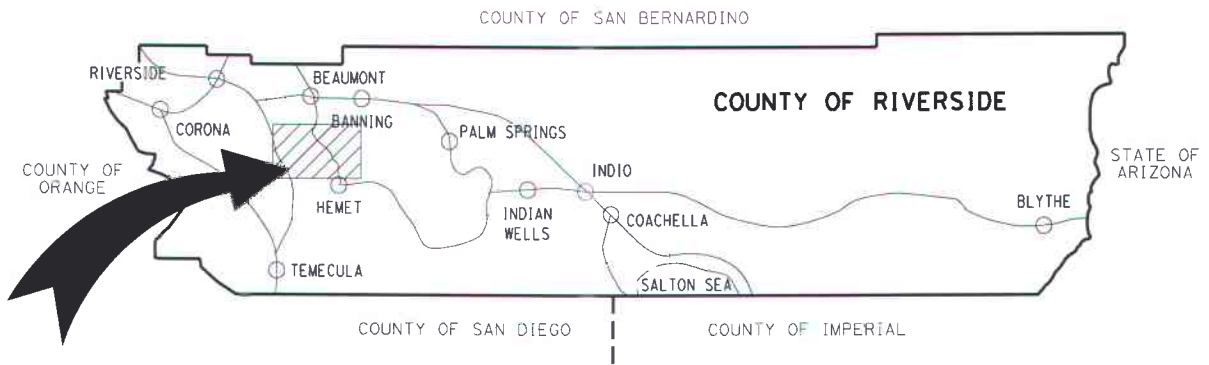 COUNTY OF SAN BERNARDINO
RIVERSIDE
BEAUMONT
COUNTY OF RIVERSIDE
CORONA
BANNING
PALM SPRINGS
COUNTY OF
ORANGE
STATE OF
ARIZONA
INDIO
HEMET
INDIAN
WELLS
COACHELLA
BLYTHE
TEMECULA
SALTON SEA
COUNTY OF SAN DIEGO
COUNTY OF IMPERIAL